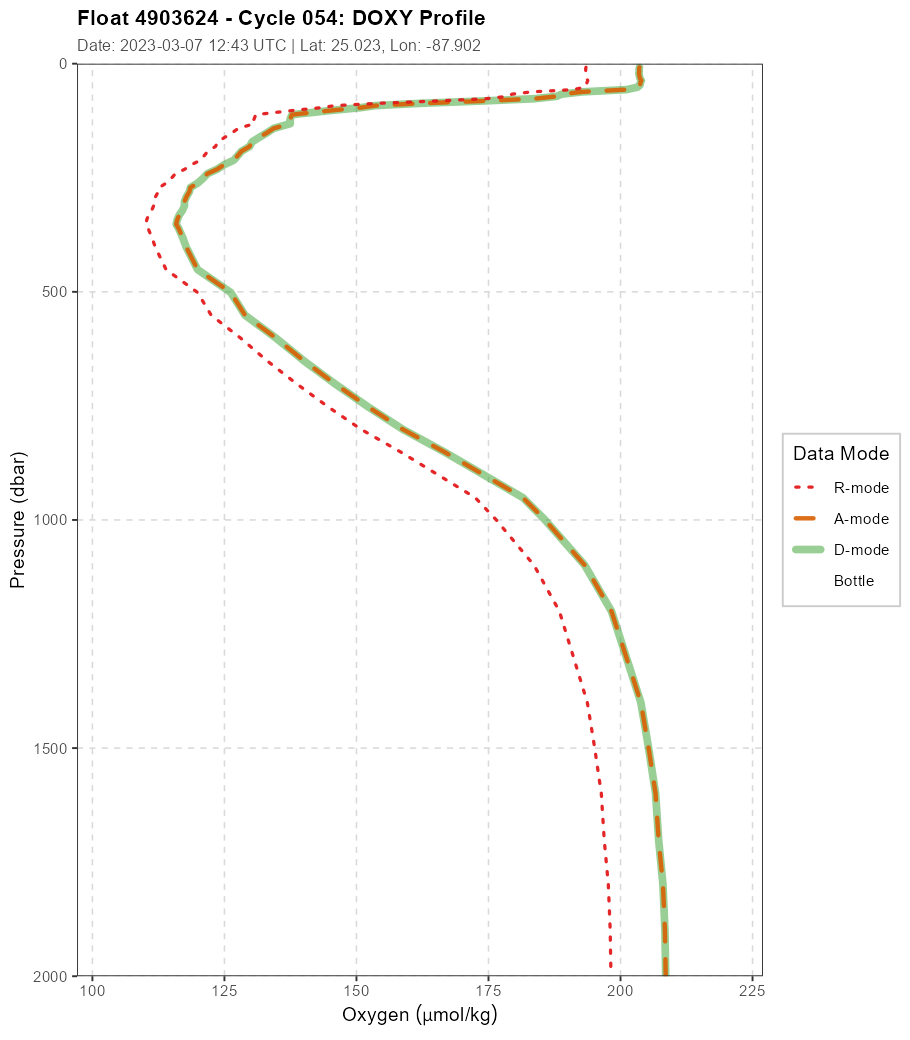 Float 4903624 - Cycle 054: DOXY Profile
Date: 2023-03-07 12:43 UTC | Lat: 25.023, Lon: -87.902
0
500
1000
1500
2000
Pressure (dbar)
100 125 150 175 200 225
Oxygen (μmol/kg)
Data Mode
R-mode
A-mode
D-mode
Bottle